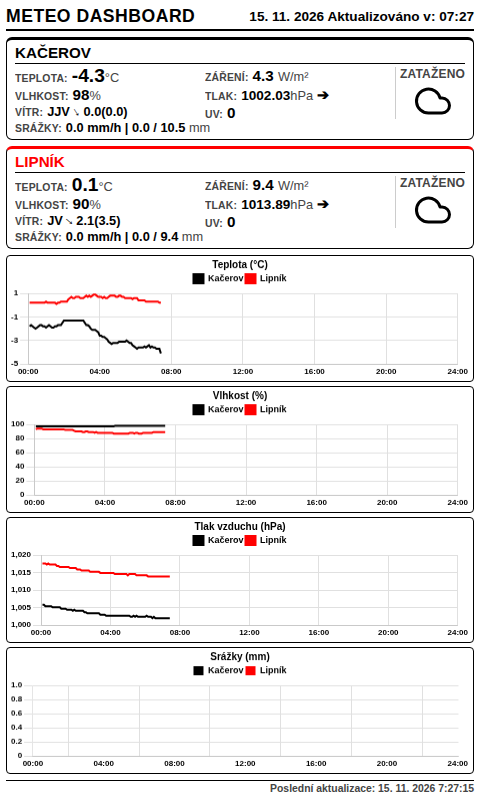 METEO DASHBOARD
15. 11. 2026 Aktualizováno v: 07:27
KAČEROV
TEPLOTA: -4.3°C
ZÁŘENÍ: 4.3 W/m²
ZATAŽENO
VLHKOST: 98%
TLAK: 1002.03hPa ➔
VÍTR: JJV → 0.0(0.0)
UV: 0
SRÁŽKY: 0.0 mm/h | 0.0 / 10.5 mm
LIPNÍK
TEPLOTA: 0.1°C
ZÁŘENÍ: 9.4 W/m²
ZATAŽENO
VLHKOST: 90%
TLAK: 1013.89hPa ➔
VÍTR: JV → 2.1(3.5)
UV: 0
SRÁŽKY: 0.0 mm/h | 0.0 / 9.4 mm
Teplota (°C)
Kačerov Lipník
1
-1
-3
-5
00:00 04:00 08:00 12:00 16:00 20:00 24:00
Vlhkost (%)
Kačerov Lipník
100
80
60
40
20
0
00:00 04:00 08:00 12:00 16:00 20:00 24:00
Tlak vzduchu (hPa)
Kačerov Lipník
1,020
1,015
1,010
1,005
1,000
00:00 04:00 08:00 12:00 16:00 20:00 24:00
Srážky (mm)
Kačerov Lipník
1.0
0.8
0.6
0.4
0.2
0
00:00 04:00 08:00 12:00 16:00 20:00 24:00
Poslední aktualizace: 15. 11. 2026 7:27:15